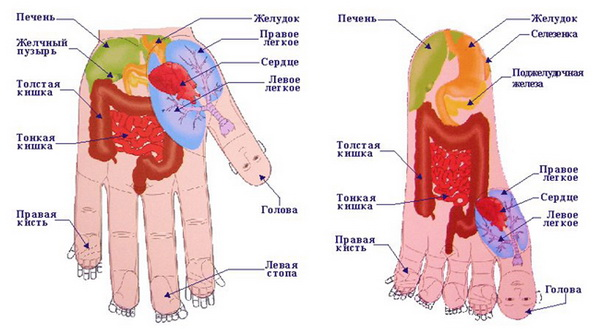 Печень
Желчный
пузырь
Толстая
кишка
Тонкая
кишка
Правая
кисть
Желудок
Правое
легкое
Сердце
Левое
легкое
Голова
Левая
стопа
Печень
Толстая
кишка
Тонкая
кишка
Правая
кисть
Желудок
Селезенка
Поджелудочная
железа
Правое
легкое
Сердце
Левое
легкое
Голова